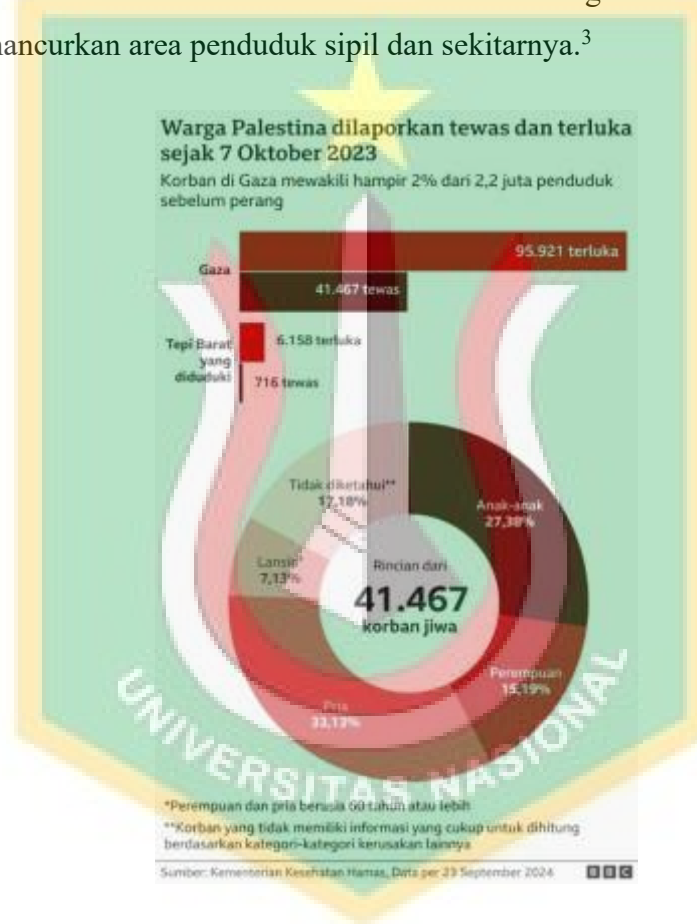 ancurkan area penduduk sipil dan sekitarnya.³
Warga Palestina dilaporkan tewas dan terluka
sejak 7 Oktober 2023
Korban di Gaza mewakili hampir 2% dari 2,2 juta penduduk
sebelum perang
95.921 terluka
Gaza
41.467 tewas
Tepi Barat
yang
diduduki
6.158 terluka
716 tewas
Tidak diketahui**
17,18%
Anak-anak
27,38%
Lansia*
7,13%
Rincian dari
41.467
korban jiwa
Perempuan
15,19%
Pria
33,13%
UNIVERSITAS NASIONAL
*Perempuan dan pria berusia 60 tahun atau lebih
**Korban yang tidak memiliki informasi yang cukup untuk dihitung
berdasarkan kategori-kategori kerusakan lainnya
Sumber: Kementerian Kesehatan Hamas, Data per 23 September 2024
BBC